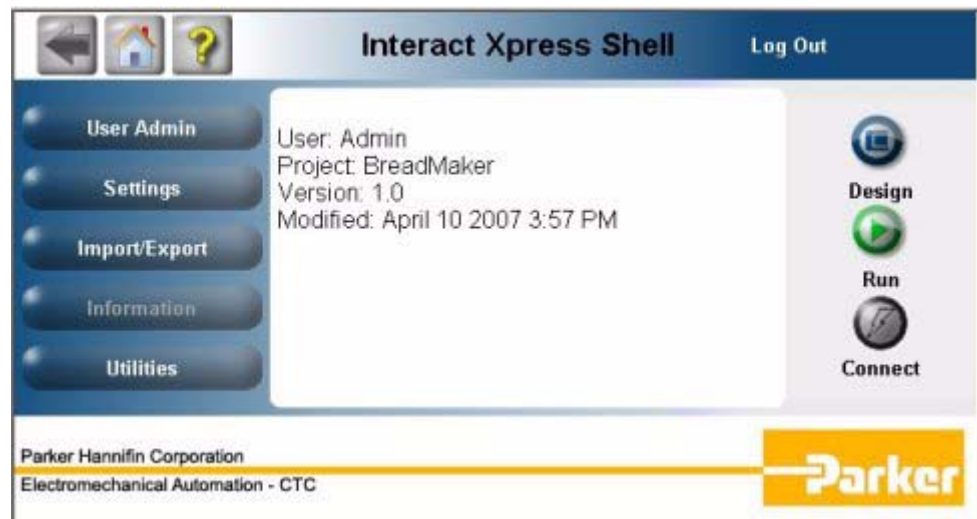 ?
Interact Xpress Shell
Log Out
User Admin
Settings
Import/Export
Information
Utilities
User: Admin
Project: BreadMaker
Version: 1.0
Modified: April 10 2007 3:57 PM
Design
Run
Connect
Parker Hannifin Corporation
Electromechanical Automation - CTC
Parker